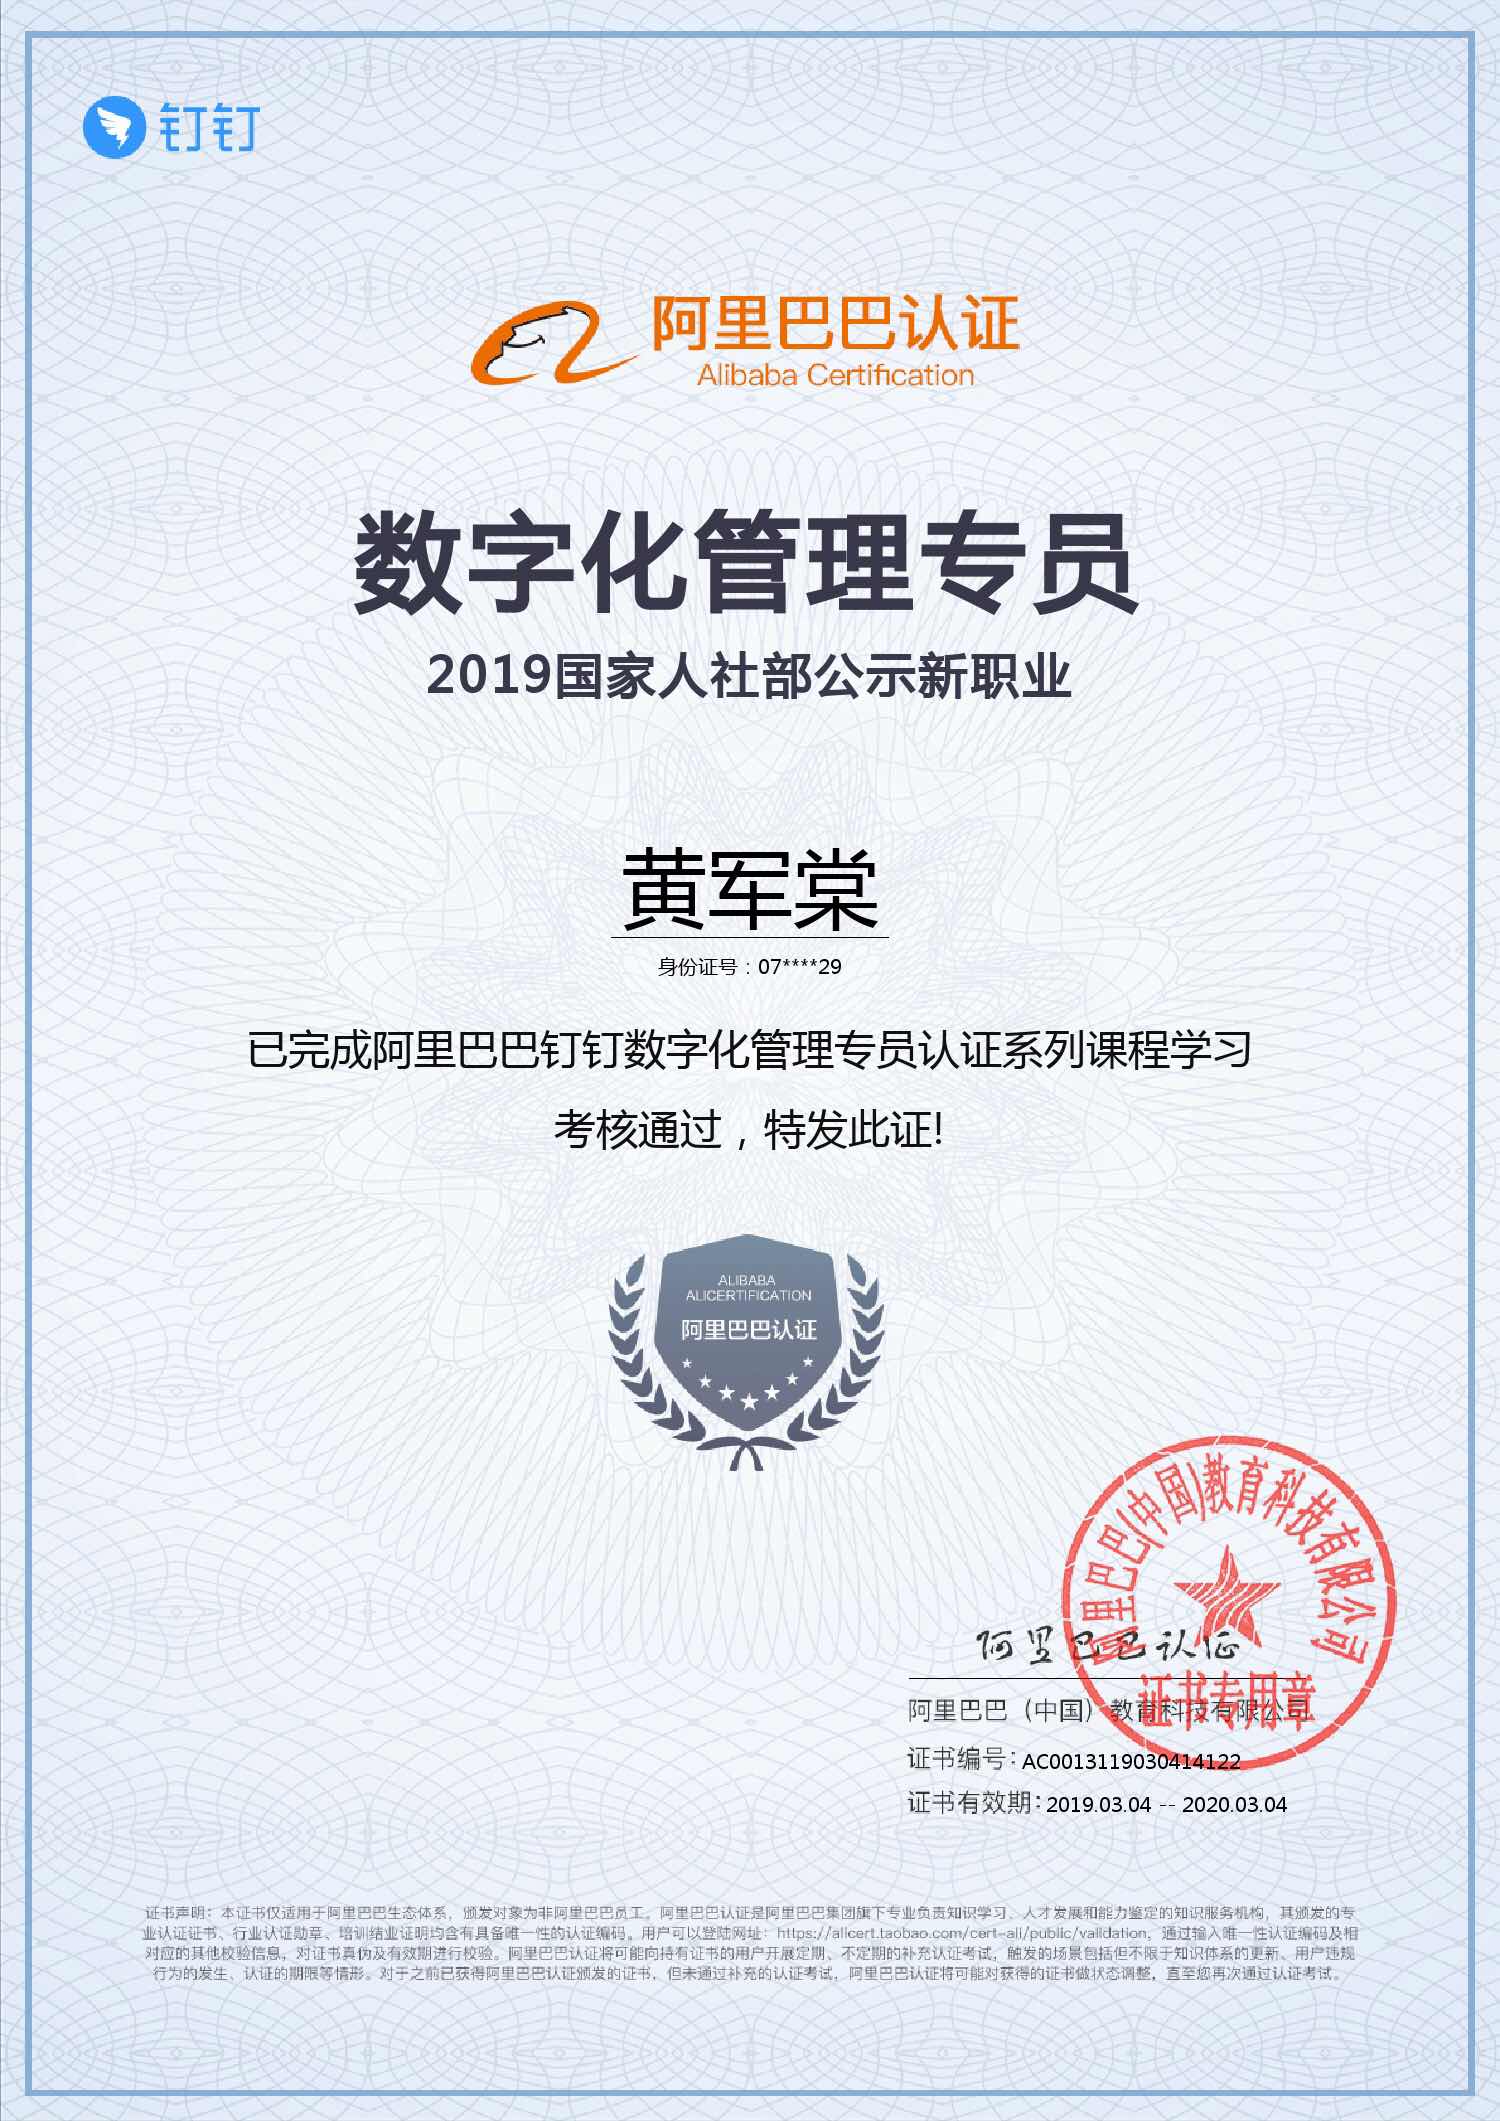 钉钉
阿里巴巴认证
Alibaba Certification
数字化管理专员
2019国家人社部公示新职业
黄军棠
身份证号：07****29
已完成阿里巴巴钉钉数字化管理专员认证系列课程学习
考核通过，特发此证!
ALIBABA
ALICERTIFICATION
阿里巴巴认证
阿里巴巴(中国)教育科技有限公司
证书专用章
阿里巴巴认证
阿里巴巴（中国）教育科技有限公司
证书编号：AC0013119030414122
证书有效期：2019.03.04 -- 2020.03.04
证书声明：本证书仅适用于阿里巴巴生态体系，颁发对象为非阿里巴巴员工。阿里巴巴认证是阿里巴巴集团旗下专业负责知识学习、人才发展和能力鉴定的知识服务机构，其颁发的专
业认证证书、行业认证勋章、培训结业证明均含有具备唯一性的认证编码。用户可以登陆网址：https://alicert.taobao.com/cert-ali/public/validation，通过输入唯一性认证编码及相
对应的其他校验信息，对证书真伪及有效期进行校验。阿里巴巴认证将可能向持有证书的用户开展定期、不定期的补充认证考试，触发的场景包括但不限于知识体系的更新、用户违规
行为的发生、认证的期限等情形。对于之前已获得阿里巴巴认证颁发的证书，但未通过补充的认证考试，阿里巴巴认证将可能对获得的证书做状态调整，直至您再次通过认证考试。